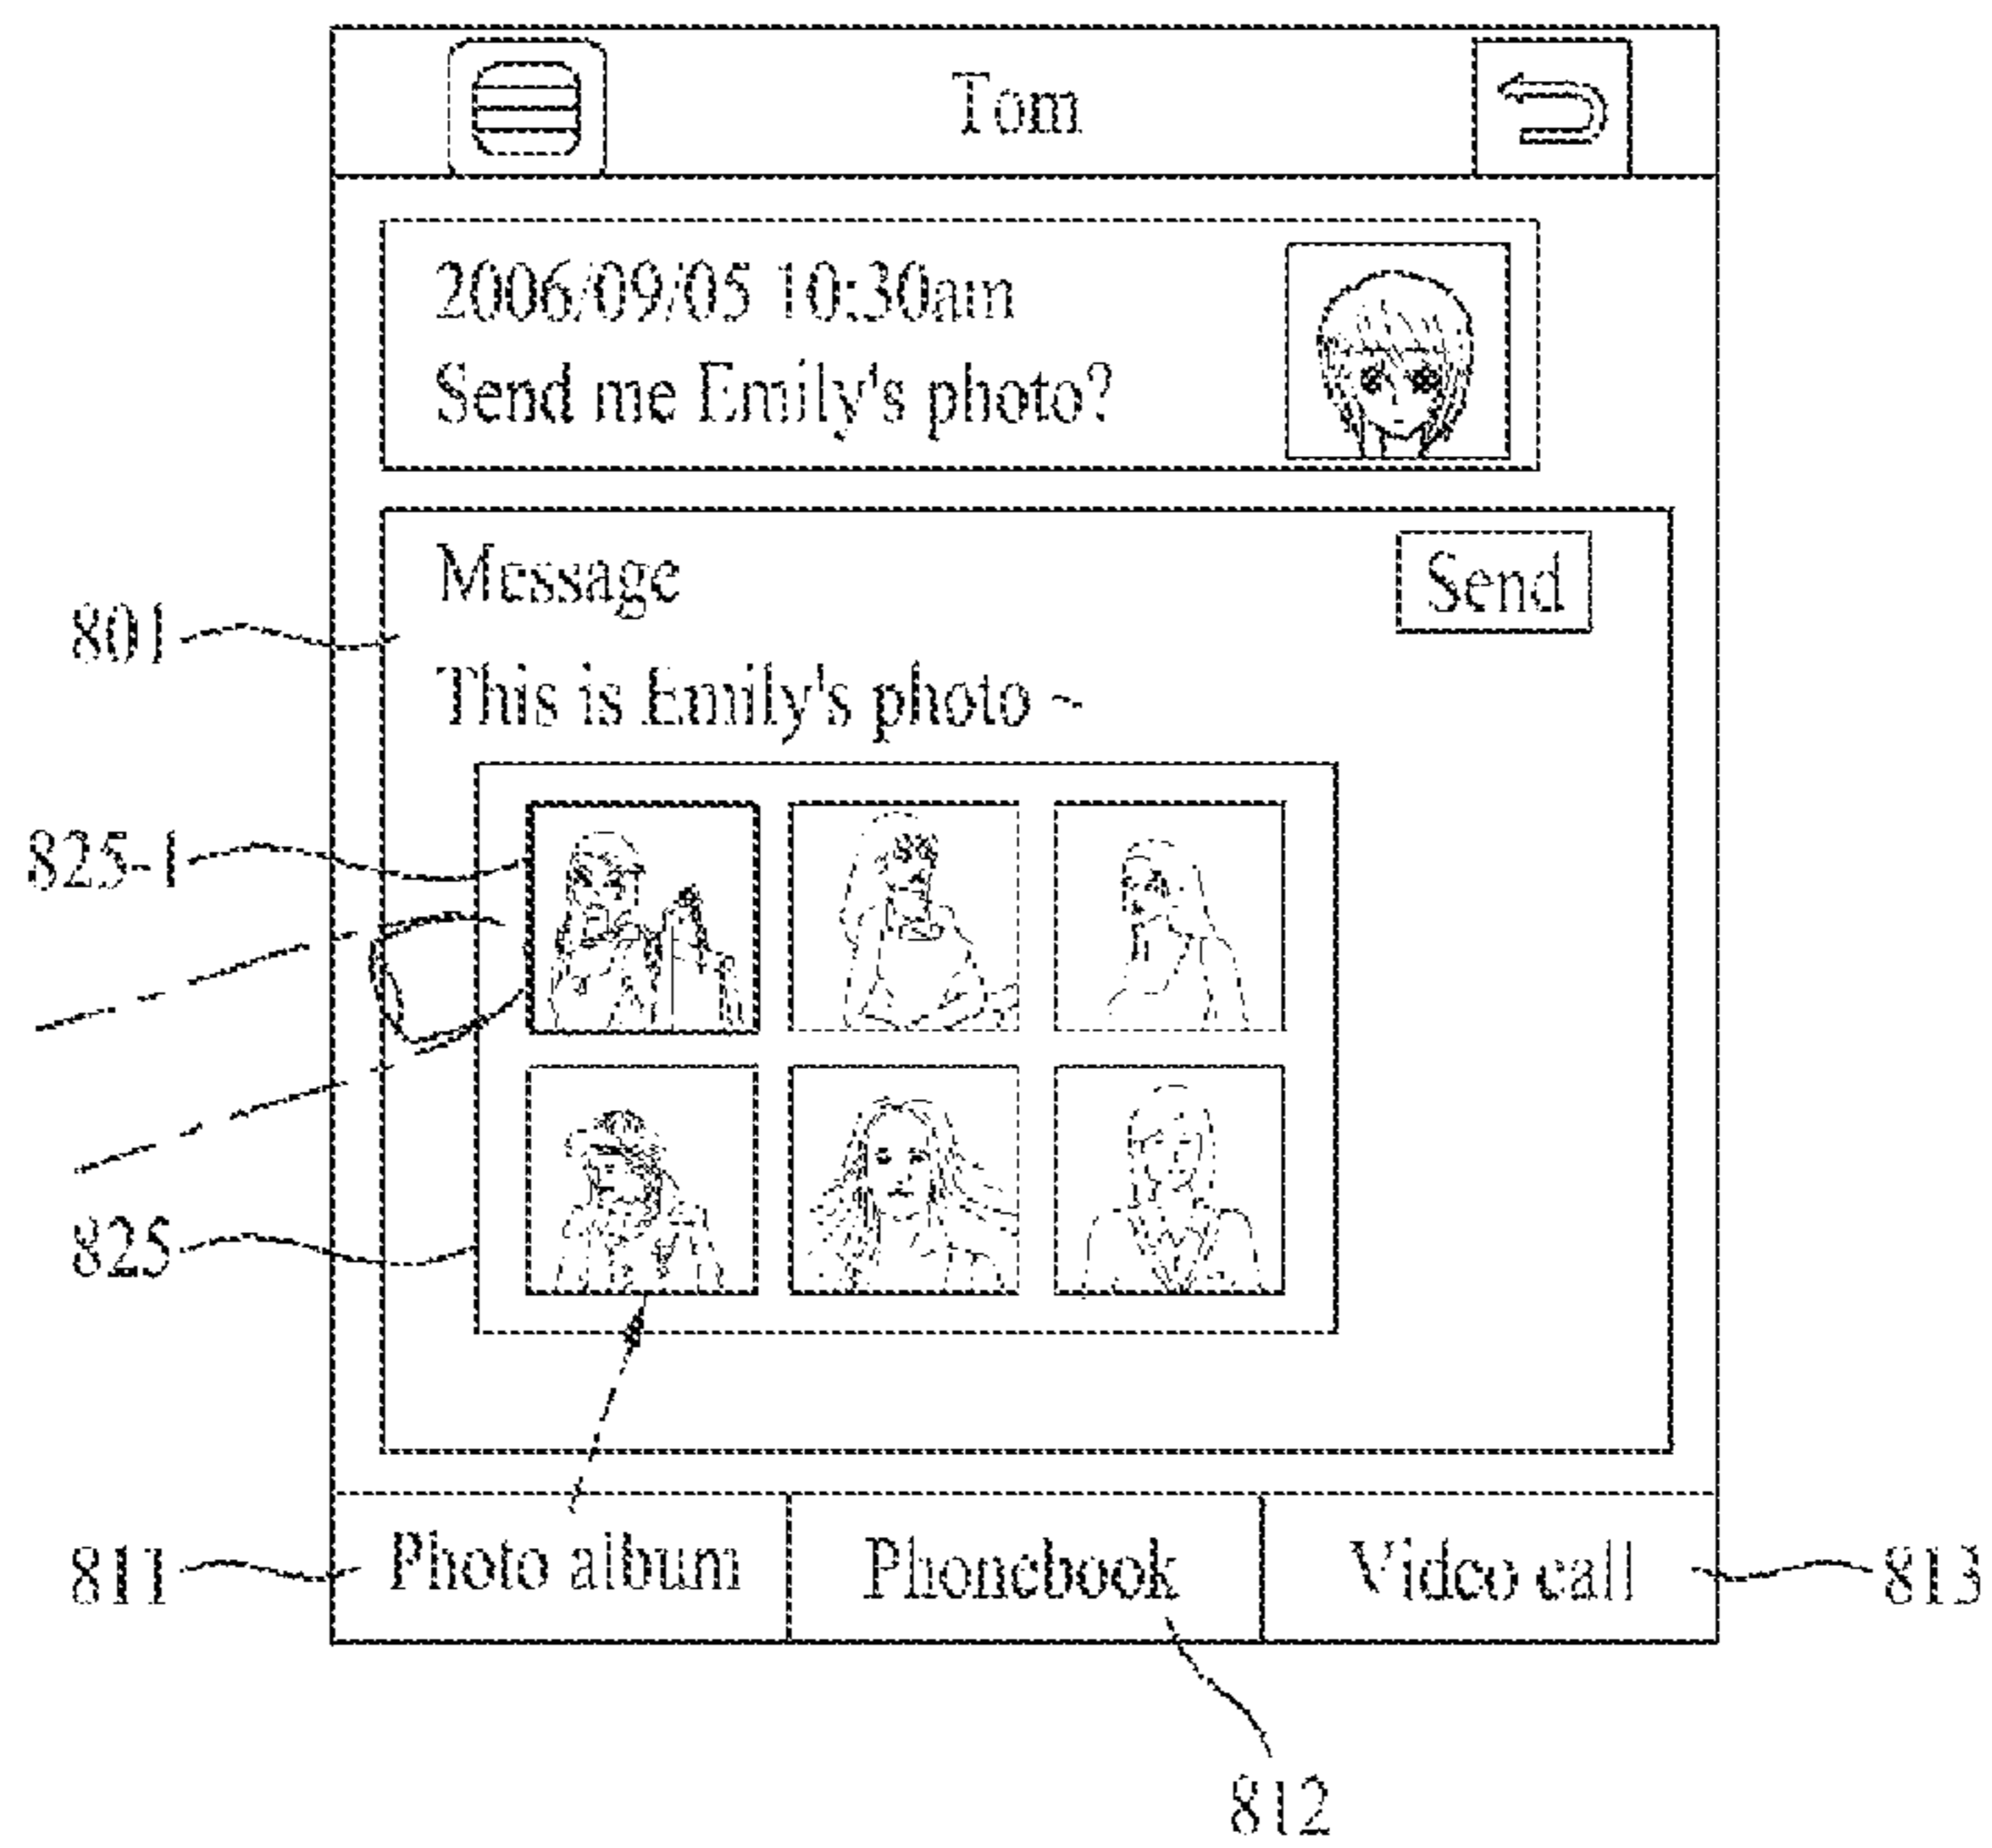 Tom
2006/09/05 10:30am
Send me Emily's photo?
Message
Send
801
This is Emily's photo ~
825-1
825
811
Photo album
Phonebook
Video call
813
812